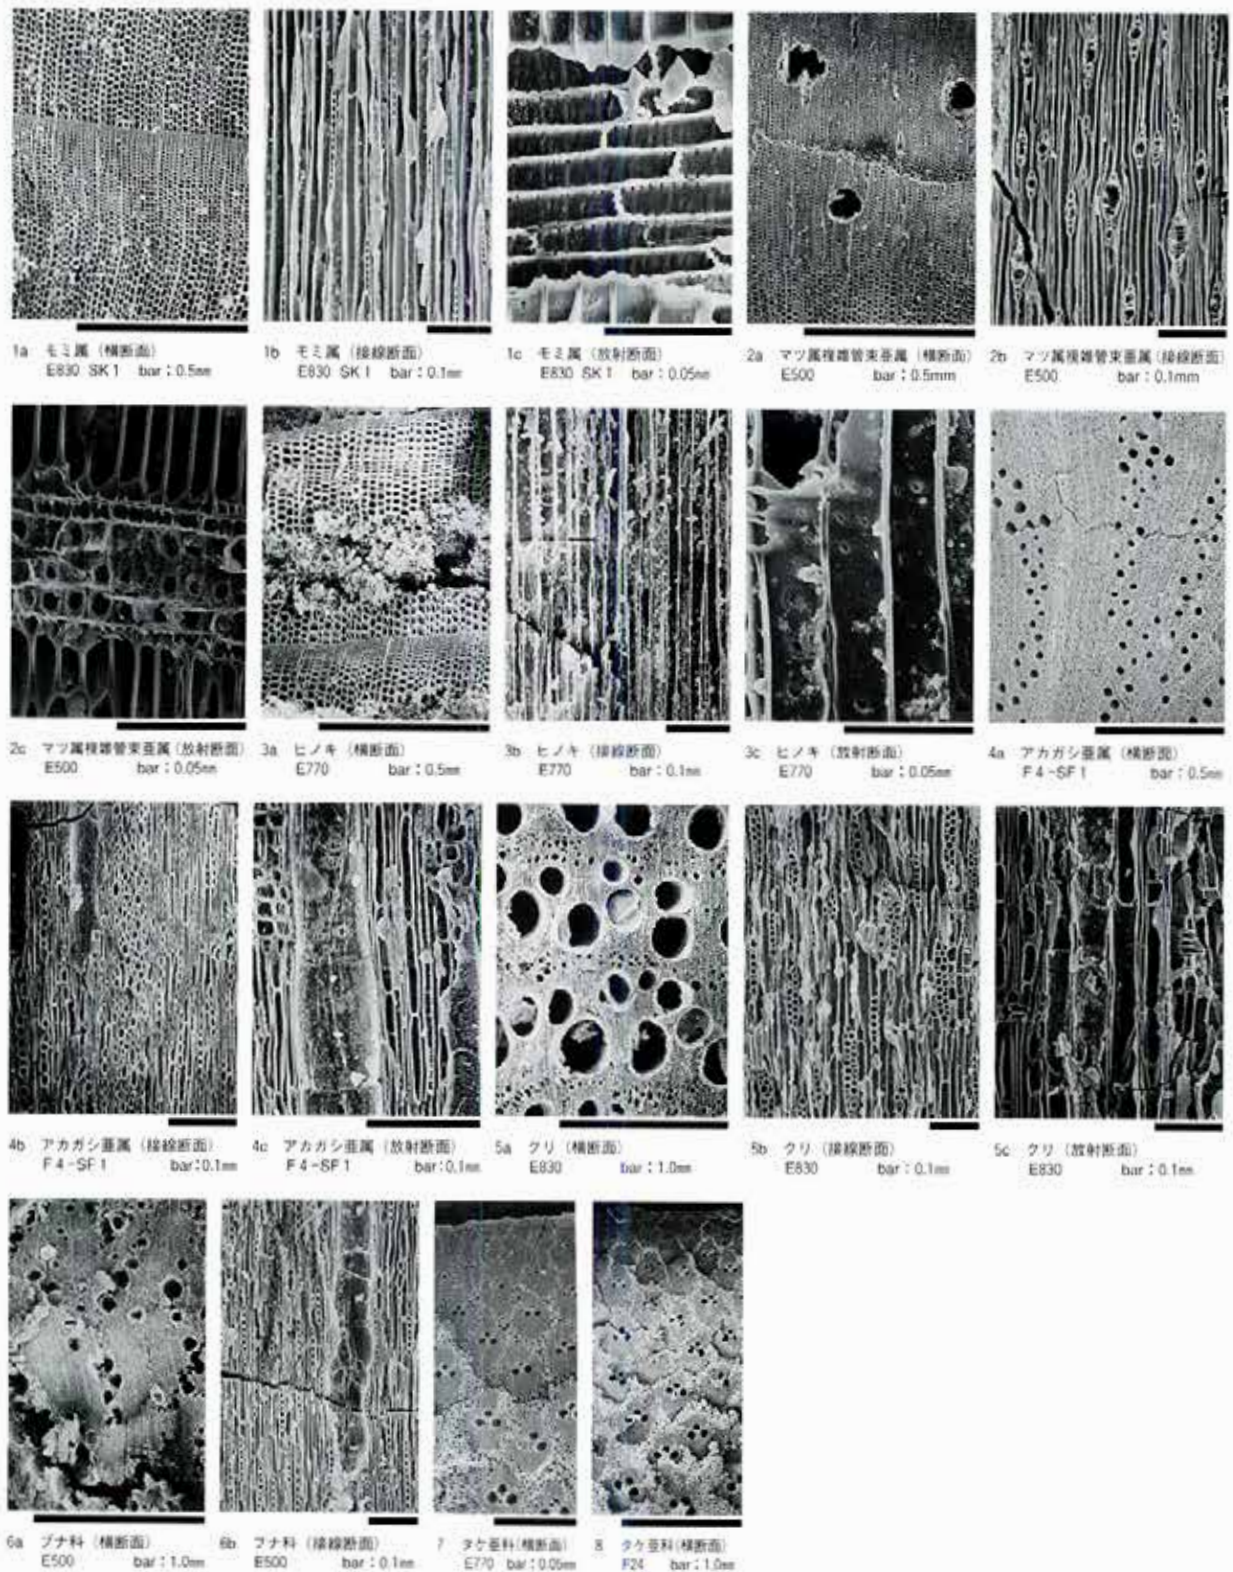 1a モミ属 (横断面)
E830 SK1 bar:0.5mm
1b モミ属 (接線断面)
E830 SK1 bar:0.1mm
1c モミ属 (放射断面)
E830 SK1 bar:0.05mm
2a マツ属複維管束亜属 (横断面)
E500 bar:0.5mm
2b マツ属複維管束亜属 (接線断面)
E500 bar:0.1mm
2c マツ属複維管束亜属 (放射断面)
E500 bar:0.05mm
3a ヒノキ (横断面)
E770 bar:0.5mm
3b ヒノキ (接線断面)
E770 bar:0.1mm
3c ヒノキ (放射断面)
E770 bar:0.05mm
4a アカガシ亜属 (横断面)
F4-SF1 bar:0.5mm
4b アカガシ亜属 (接線断面)
F4-SF1 bar:0.1mm
4c アカガシ亜属 (放射断面)
F4-SF1 bar:0.1mm
5a クリ (横断面)
E830 bar:1.0mm
5b クリ (接線断面)
E830 bar:0.1mm
5c クリ (放射断面)
E830 bar:0.1mm
6a ブナ科 (横断面)
E500 bar:1.0mm
6b ブナ科 (接線断面)
E500 bar:0.1mm
7 タケ亜科 (横断面)
E770 bar:0.05mm
8 タケ亜科 (横断面)
F24 bar:1.0mm